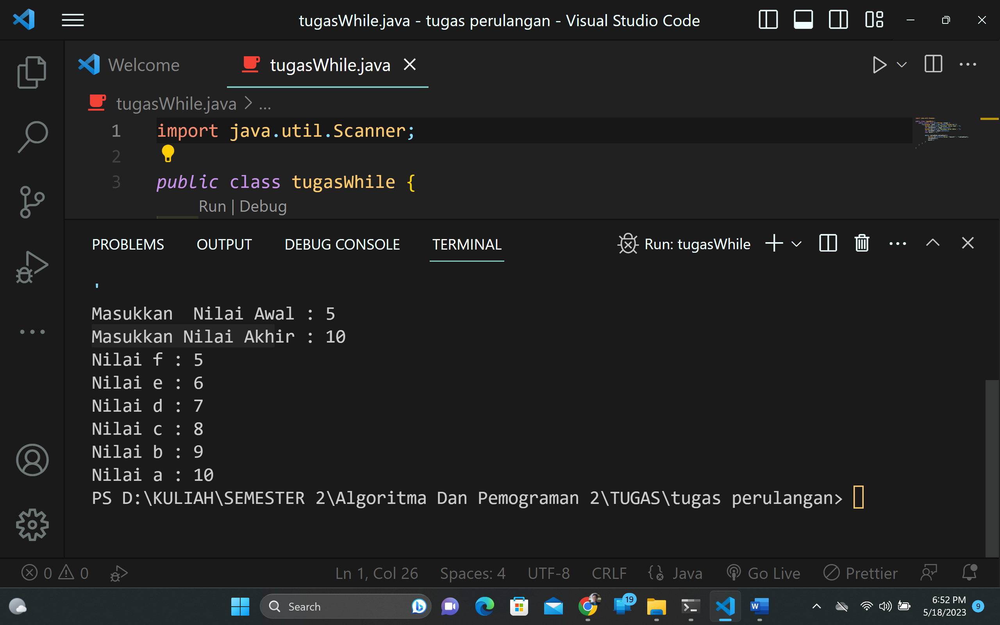 tugasWhile.java - tugas perulangan - Visual Studio Code
Welcome
tugasWhile.java
tugasWhile.java > ...
1 import java.util.Scanner;
2
3 public class tugasWhile {
Run | Debug
PROBLEMS OUTPUT DEBUG CONSOLE TERMINAL Run: tugasWhile
'
Masukkan  Nilai Awal : 5
Masukkan Nilai Akhir : 10
Nilai f : 5
Nilai e : 6
Nilai d : 7
Nilai c : 8
Nilai b : 9
Nilai a : 10
PS D:\KULIAH\SEMESTER 2\Algoritma Dan Pemograman 2\TUGAS\tugas perulangan>
0 0 Ln 1, Col 26 Spaces: 4 UTF-8 CRLF Java Go Live Prettier
Search
19
6:52 PM
5/18/2023
9